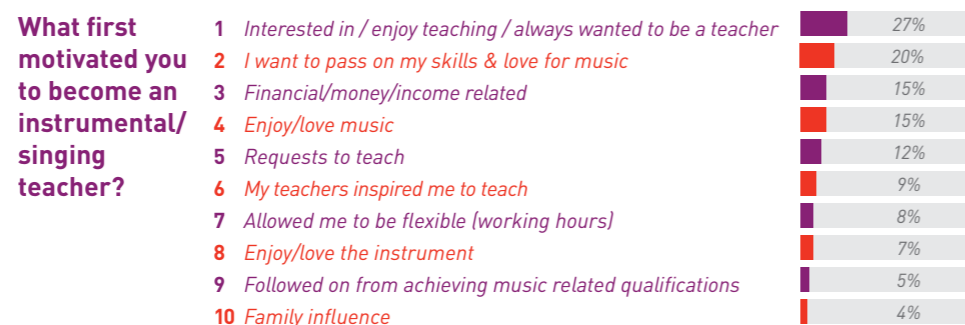 What first
motivated you
to become an
instrumental/
singing
teacher?
1 Interested in / enjoy teaching / always wanted to be a teacher 27%
2 I want to pass on my skills & love for music 20%
3 Financial/money/income related 15%
4 Enjoy/love music 15%
5 Requests to teach 12%
6 My teachers inspired me to teach 9%
7 Allowed me to be flexible (working hours) 8%
8 Enjoy/love the instrument 7%
9 Followed on from achieving music related qualifications 5%
10 Family influence 4%